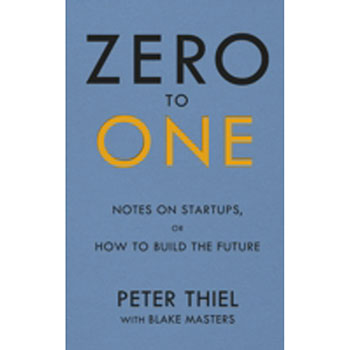 ZERO
TO
ONE
NOTES ON STARTUPS,
OR
HOW TO BUILD THE FUTURE
PETER THIEL
WITH BLAKE MASTERS